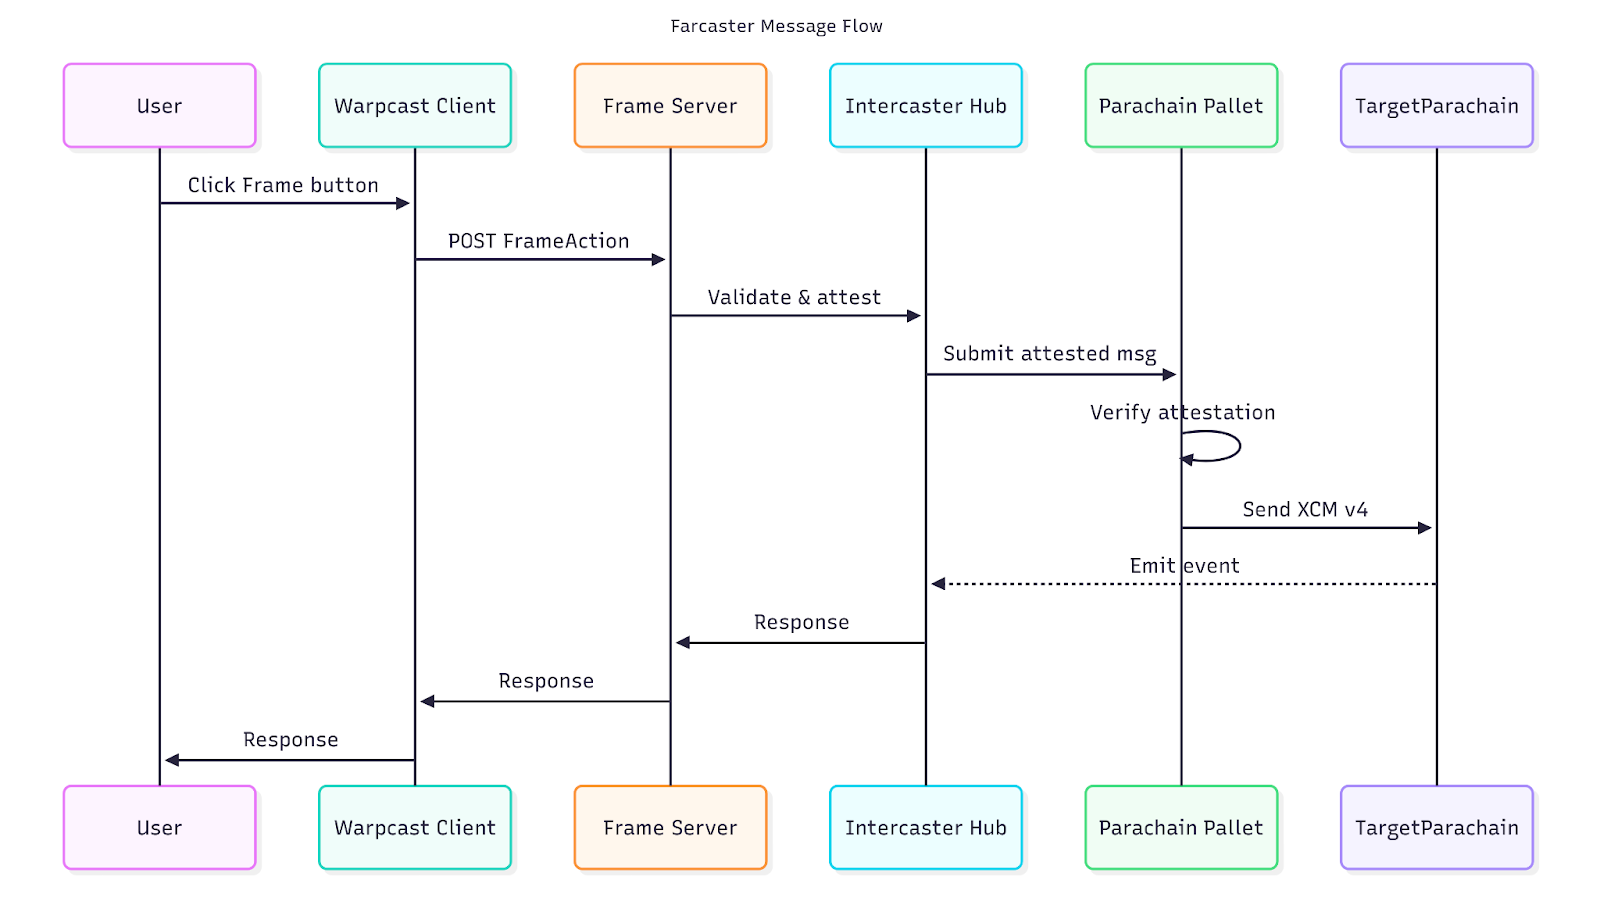 Farcaster Message Flow
User
Warpcast Client
Frame Server
Intercaster Hub
Parachain Pallet
TargetParachain
Click Frame button
POST FrameAction
Validate & attest
Submit attested msg
Verify attestation
Send XCM v4
Emit event
Response
Response
Response
User
Warpcast Client
Frame Server
Intercaster Hub
Parachain Pallet
TargetParachain